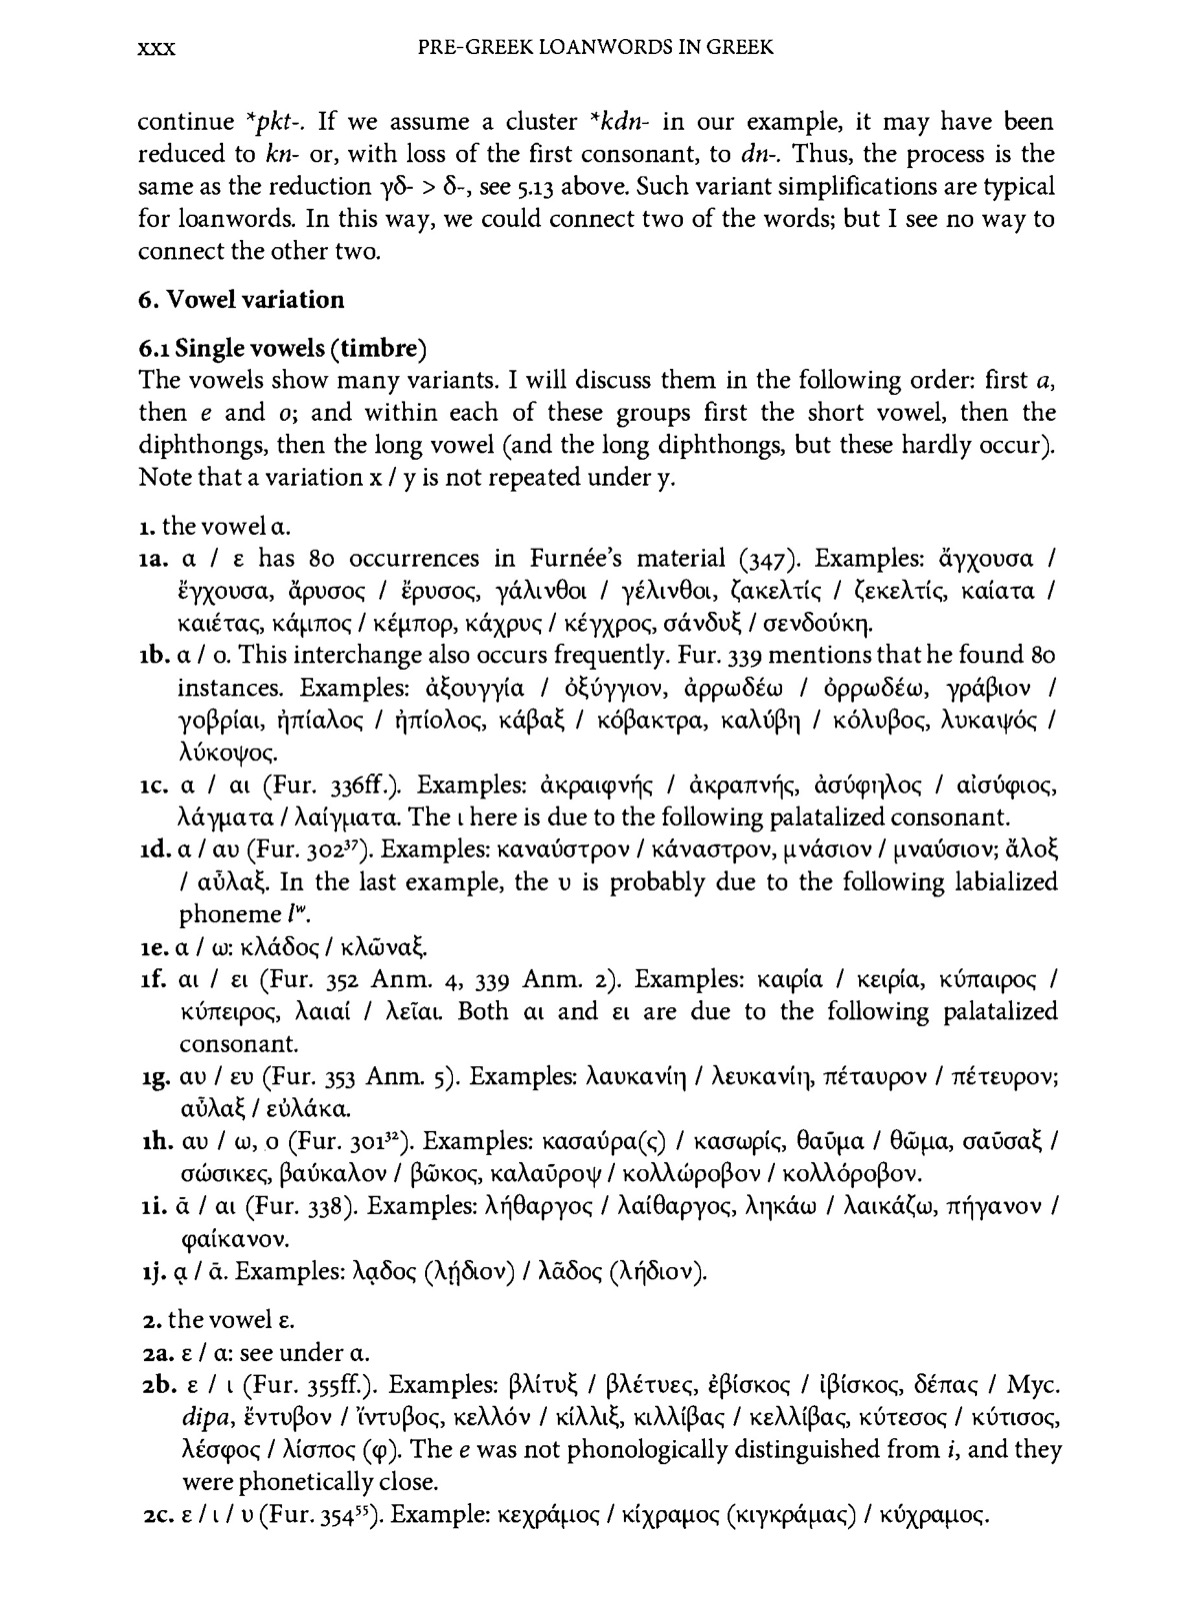 xxx PRE-GREEK LOANWORDS IN GREEK
continue *pkt-. If we assume a cluster *kdn- in our example, it may have been
reduced to kn- or, with loss of the first consonant, to dn-. Thus, the process is the
same as the reduction γδ- > δ-, see 5.13 above. Such variant simplifications are typical
for loanwords. In this way, we could connect two of the words; but I see no way to
connect the other two.
6. Vowel variation
6.1 Single vowels (timbre)
The vowels show many variants. I will discuss them in the following order: first a,
then e and o; and within each of these groups first the short vowel, then the
diphthongs, then the long vowel (and the long diphthongs, but these hardly occur).
Note that a variation x / y is not repeated under y.
1. the vowel α.
1a. α / ε has 80 occurrences in Furnée's material (347). Examples: ἄγχουσα /
ἔγχουσα, ἄρυσος / ἔρυσος, γάλινθοι / γέλινθοι, ζακελτίς / ζεκελτίς, καίατα /
καιέτας, κάμπος / κέμπορ, κάχρυς / κέγχρος, σάνδυξ / σενδούκη.
1b. α / ο. This interchange also occurs frequently. Fur. 339 mentions that he found 80
instances. Examples: ἀξουγγία / ὀξύγγιον, ἀρρωδέω / ὀρρωδέω, γράβιον /
γοβρίαι, ἠπίαλος / ἠπίολος, κάβαξ / κόβακτρα, καλύβη / κόλυβος, λυκαψός /
λύκοψος.
1c. α / αι (Fur. 336ff.). Examples: ἀκραιφνής / ἀκραπνής, ἀσύφηλος / αἰσύφιος,
λάγματα / λαίγματα. The ι here is due to the following palatalized consonant.
1d. α / αυ (Fur. 302³⁷). Examples: καναύστρον / κάναστρον, μνάσιον / μναύσιον; ἄλοξ
/ αὖλαξ. In the last example, the υ is probably due to the following labialized
phoneme lʷ.
1e. α / ω: κλάδος / κλῶναξ.
1f. αι / ει (Fur. 352 Anm. 4, 339 Anm. 2). Examples: καιρία / κειρία, κύπαιρος /
κύπειρος, λαιαί / λεῖαι. Both αι and ει are due to the following palatalized
consonant.
1g. αυ / ευ (Fur. 353 Anm. 5). Examples: λαυκανίη / λευκανίη, πέταυρον / πέτευρον;
αὖλαξ / εὐλάκα.
1h. αυ / ω, ο (Fur. 301³²). Examples: κασαύρα(ς) / κασωρίς, θαῦμα / θῶμα, σαῦσαξ /
σώσικες, βαύκαλον / βῶκος, καλαῦροψ / κολλώροβον / κολλόροβον.
1i. ᾱ / αι (Fur. 338). Examples: λήθαργος / λαίθαργος, ληκάω / λαικάζω, πήγανον /
φαίκανον.
1j. ᾳ / ᾱ. Examples: λᾳδος (λῄδιον) / λᾶδος (λήδιον).
2. the vowel ε.
2a. ε / α: see under α.
2b. ε / ι (Fur. 355ff.). Examples: βλίτυξ / βλέτυες, ἐβίσκος / ἰβίσκος, δέπας / Myc.
dipa, ἔντυβον / ἴντυβος, κελλόν / κίλλιξ, κιλλίβας / κελλίβας, κύτεσος / κύτισος,
λέσφος / λίσπος (φ). The e was not phonologically distinguished from i, and they
were phonetically close.
2c. ε / ι / υ (Fur. 354⁵⁵). Example: κεχράμος / κίχραμος (κιγκράμας) / κύχραμος.